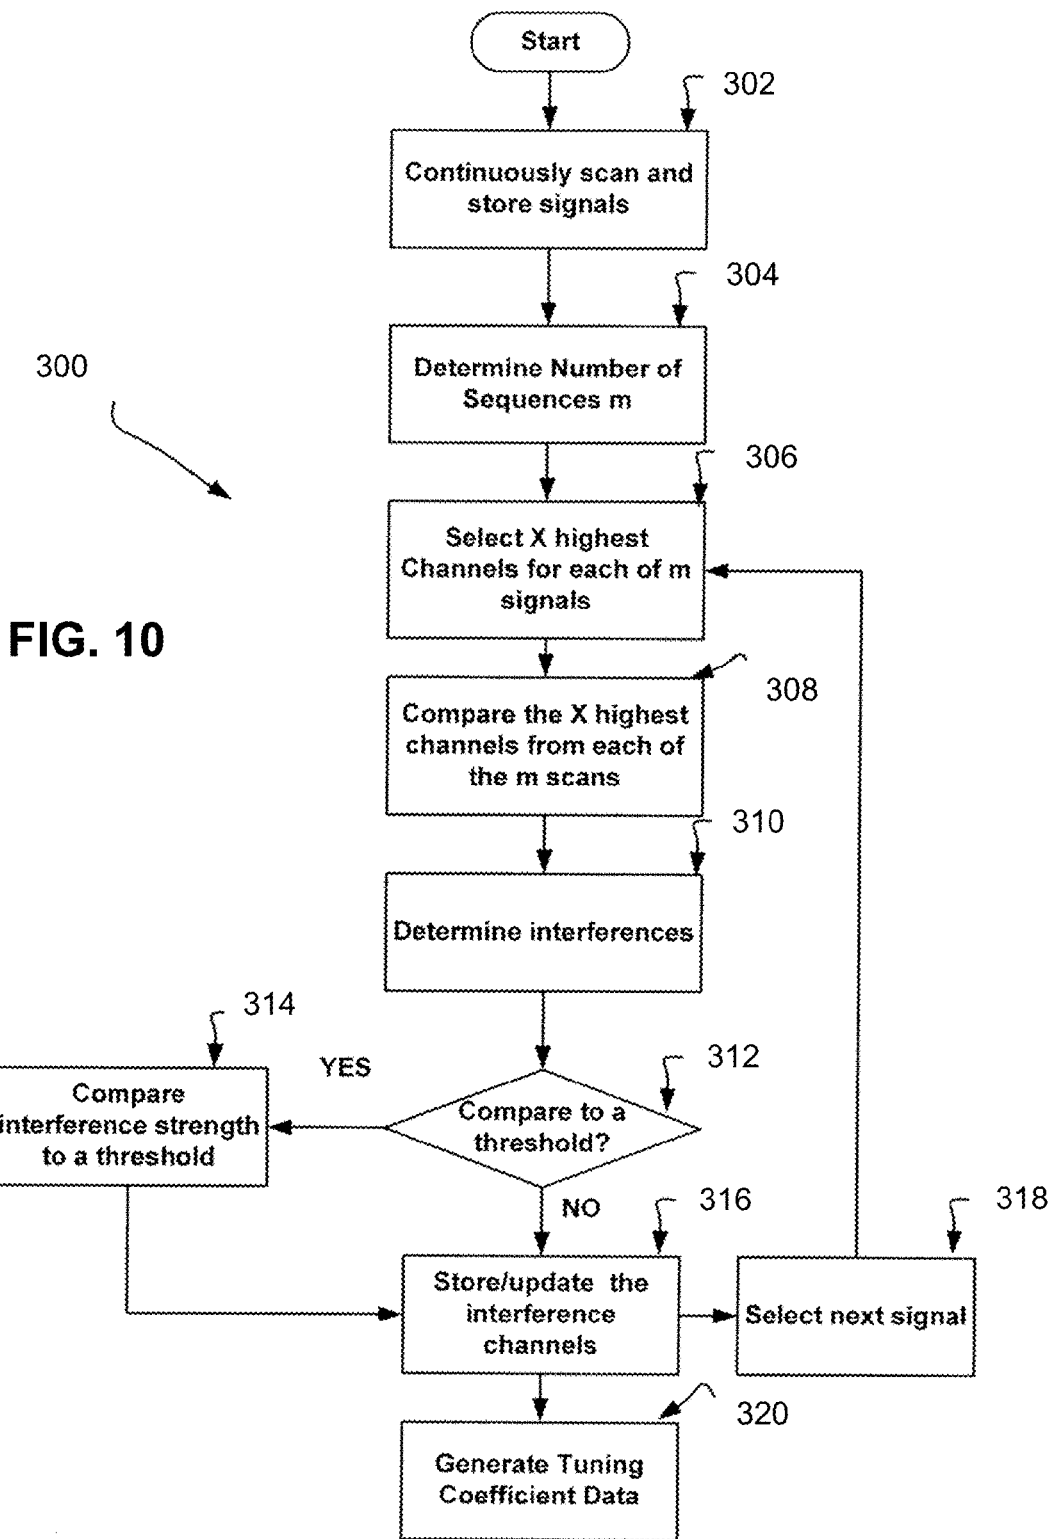 Start
302
Continuously scan and
store signals
304
Determine Number of
Sequences m
300
306
Select X highest
Channels for each of m
signals
FIG. 10
308
Compare the X highest
channels from each of
the m scans
310
Determine interferences
314
YES
312
Compare
interference strength
to a threshold
Compare to a
threshold?
NO
316
318
Store/update the
interference
channels
Select next signal
320
Generate Tuning
Coefficient Data